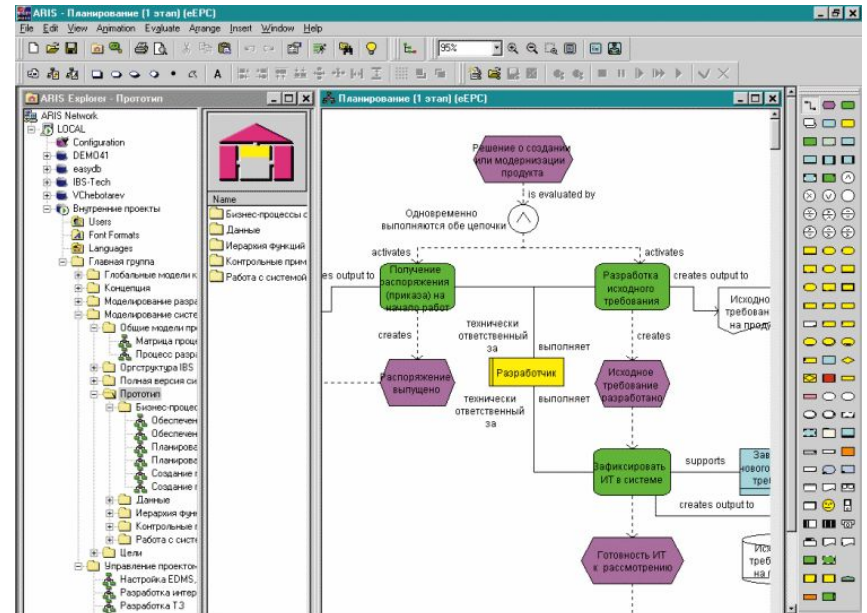 ARIS - Планирование (1 этап) (eEPC)
File Edit View Animation Evaluate Arrange Insert Window Help
95%
ARIS Explorer - Прототип
ARIS Network
LOCAL
Configuration
DEMO41
easydb
IBS-Tech
VChebotarev
Внутренние проекты
Users
Font Formats
Languages
Главная группа
Глобальные модели к
Концепция
Моделирование разра
Моделирование систе
Общие модели пр
Матрица проце
Процесс разра
Оргструктура IBS
Полная версия си
Прототип
Бизнес-процес
Обеспечен
Обеспечен
Планирова
Планирова
Создание г
Создание г
Данные
Иерархия фун
Контрольные г
Работа с систе
Цели
Управление проектом
Настройка EDMS,
Разработка интер
Разработка ТЗ
Name
Бизнес-процессы с
Данные
Иерархия функций
Контрольные прим
Работа с системой
Планирование (1 этап) (eEPC)
Решение о создании
или модернизации
продукта
is evaluated by
Одновременно
выполняются обе цепочки
activates
activates
es output to
Получение
распоряжения
(приказа) на
начало работ
Разработка
исходного
требования
creates output to
Исходно
требован
на проду
creates
технически
ответственный
за
выполняет
creates
Распоряжение
выпущено
Разработчик
Исходное
требование
разработано
технически
ответственный
за
выполняет
Зафиксировать
ИТ в системе
supports
Зав
нового
тре
creates output to
Готовность ИТ
к рассмотрению
Исх
треб
на г